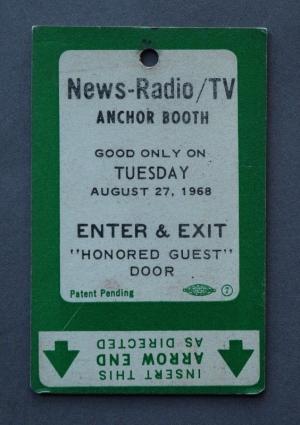 News-Radio/TV
ANCHOR BOOTH
GOOD ONLY ON
TUESDAY
AUGUST 27, 1968
ENTER & EXIT
"HONORED GUEST"
DOOR
Patent Pending
7
INSERT THIS
ARROW END
AS DIRECTED